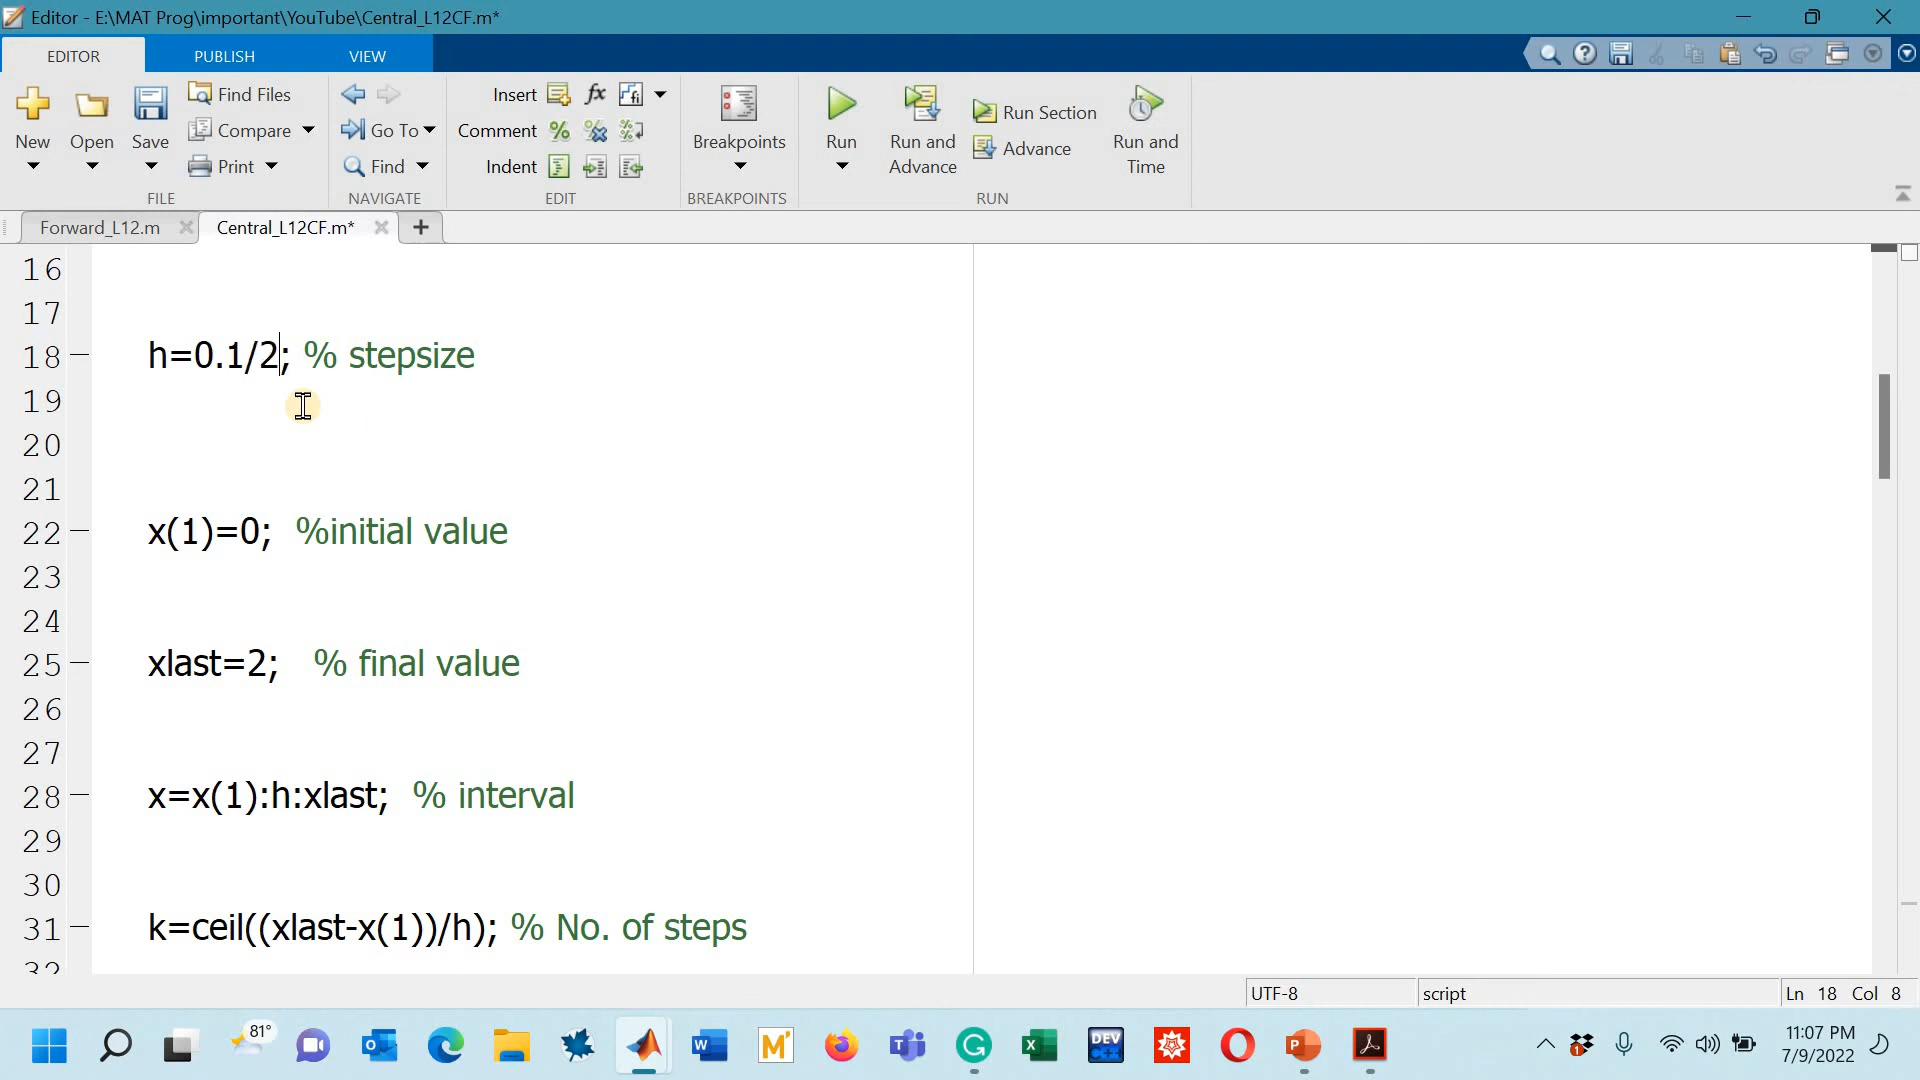 Editor - E:\MAT Prog\important\YouTube\Central_L12CF.m*
EDITOR PUBLISH VIEW
New Open Save Find Files Compare Print
FILE
Go To Find
NAVIGATE
Insert fx
Comment
Indent
EDIT
Breakpoints
BREAKPOINTS
Run Run and Advance Run Section Advance Run and Time
RUN
Forward_L12.m Central_L12CF.m*
16
17
18 h=0.1/2; % stepsize
19
20
21
22 x(1)=0; %initial value
23
24
25 xlast=2; % final value
26
27
28 x=x(1):h:xlast; % interval
29
30
31 k=ceil((xlast-x(1))/h); % No. of steps
32
UTF-8 script Ln 18 Col 8
81°
DEV C++
11:07 PM
7/9/2022